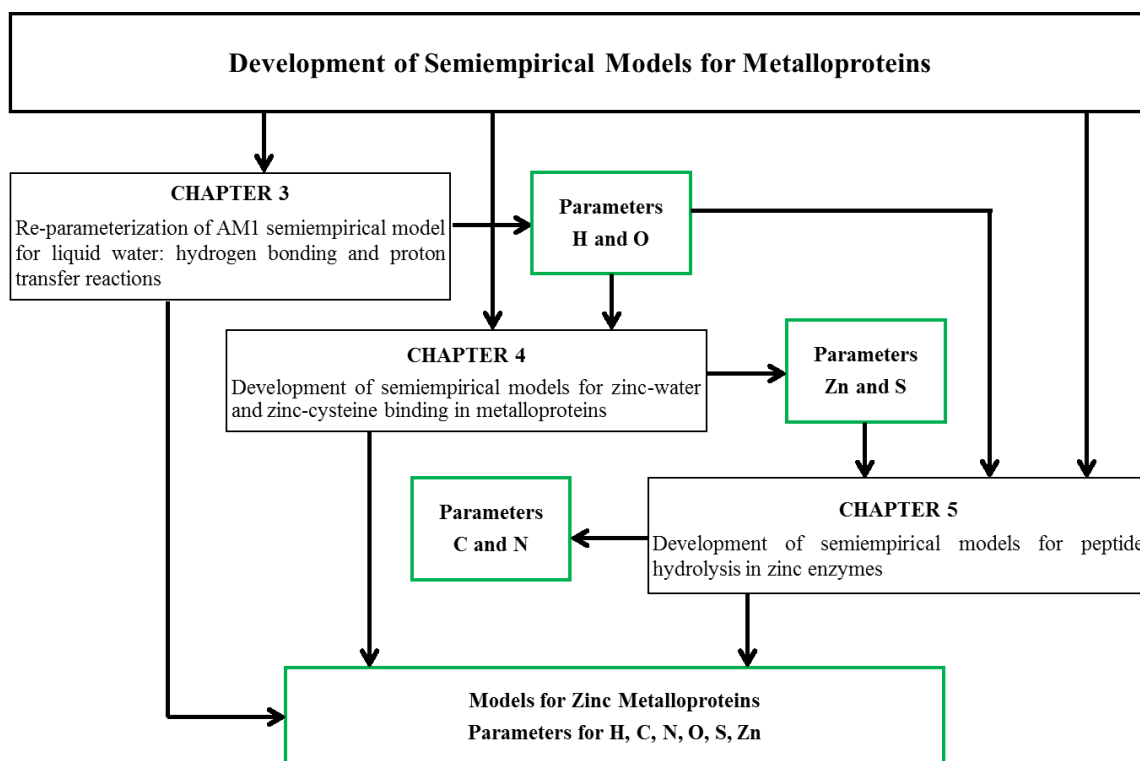 Development of Semiempirical Models for Metalloproteins
CHAPTER 3
Re-parameterization of AM1 semiempirical model
for liquid water: hydrogen bonding and proton
transfer reactions
Parameters
H and O
CHAPTER 4
Development of semiempirical models for zinc-water
and zinc-cysteine binding in metalloproteins
Parameters
Zn and S
Parameters
C and N
CHAPTER 5
Development of semiempirical models for peptide
hydrolysis in zinc enzymes
Models for Zinc Metalloproteins
Parameters for H, C, N, O, S, Zn